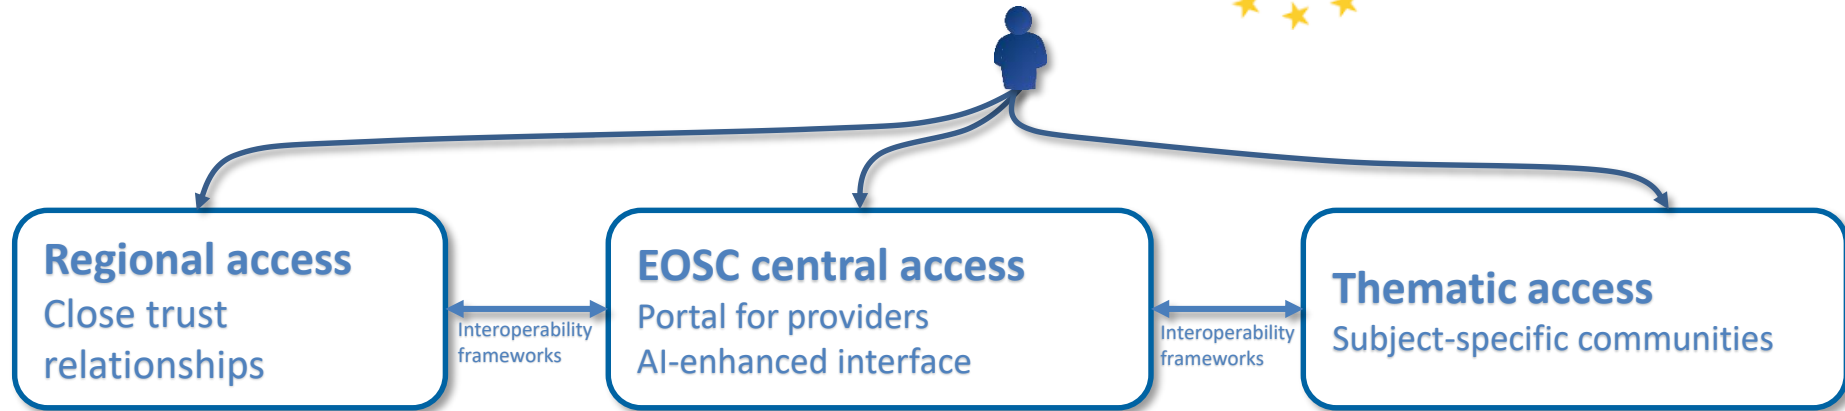 Regional access
Close trust
relationships
Interoperability
frameworks
EOSC central access
Portal for providers
AI-enhanced interface
Interoperability
frameworks
Thematic access
Subject-specific communities